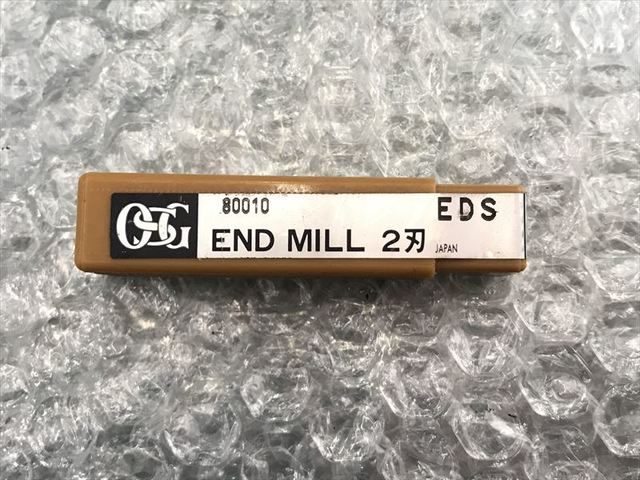 OSG
80010
EDS
END MILL 2刃
JAPAN